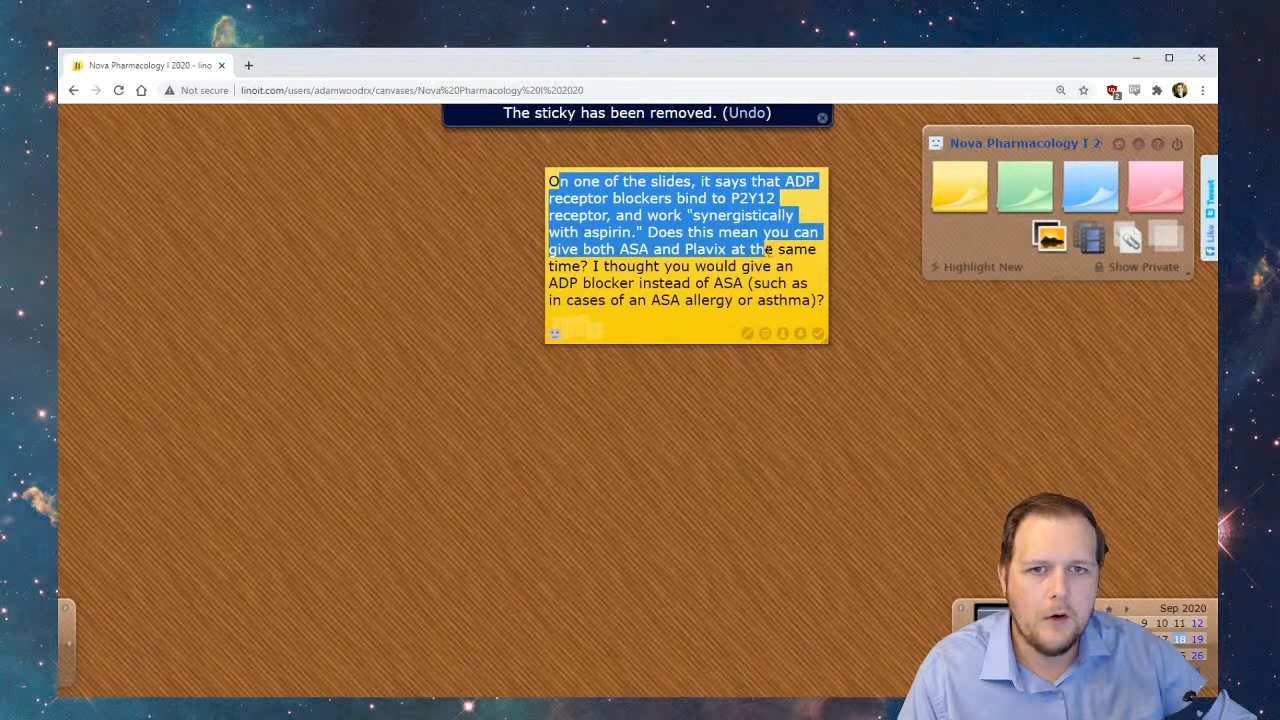 Nova Pharmacology I 2020 - lino
Not secure
linoit.com/users/adamwoodrx/canvases/Nova%20Pharmacology%20I%202020
2
The sticky has been removed. (Undo)
Nova Pharmacology I 2
On one of the slides, it says that ADP
receptor blockers bind to P2Y12
receptor, and work "synergistically
with aspirin." Does this mean you can
give both ASA and Plavix at the same
time? I thought you would give an
ADP blocker instead of ASA (such as
in cases of an ASA allergy or asthma)?
Tweet
Like
Highlight New
Show Private
Sep 2020
9 10 11 12
18 19
26